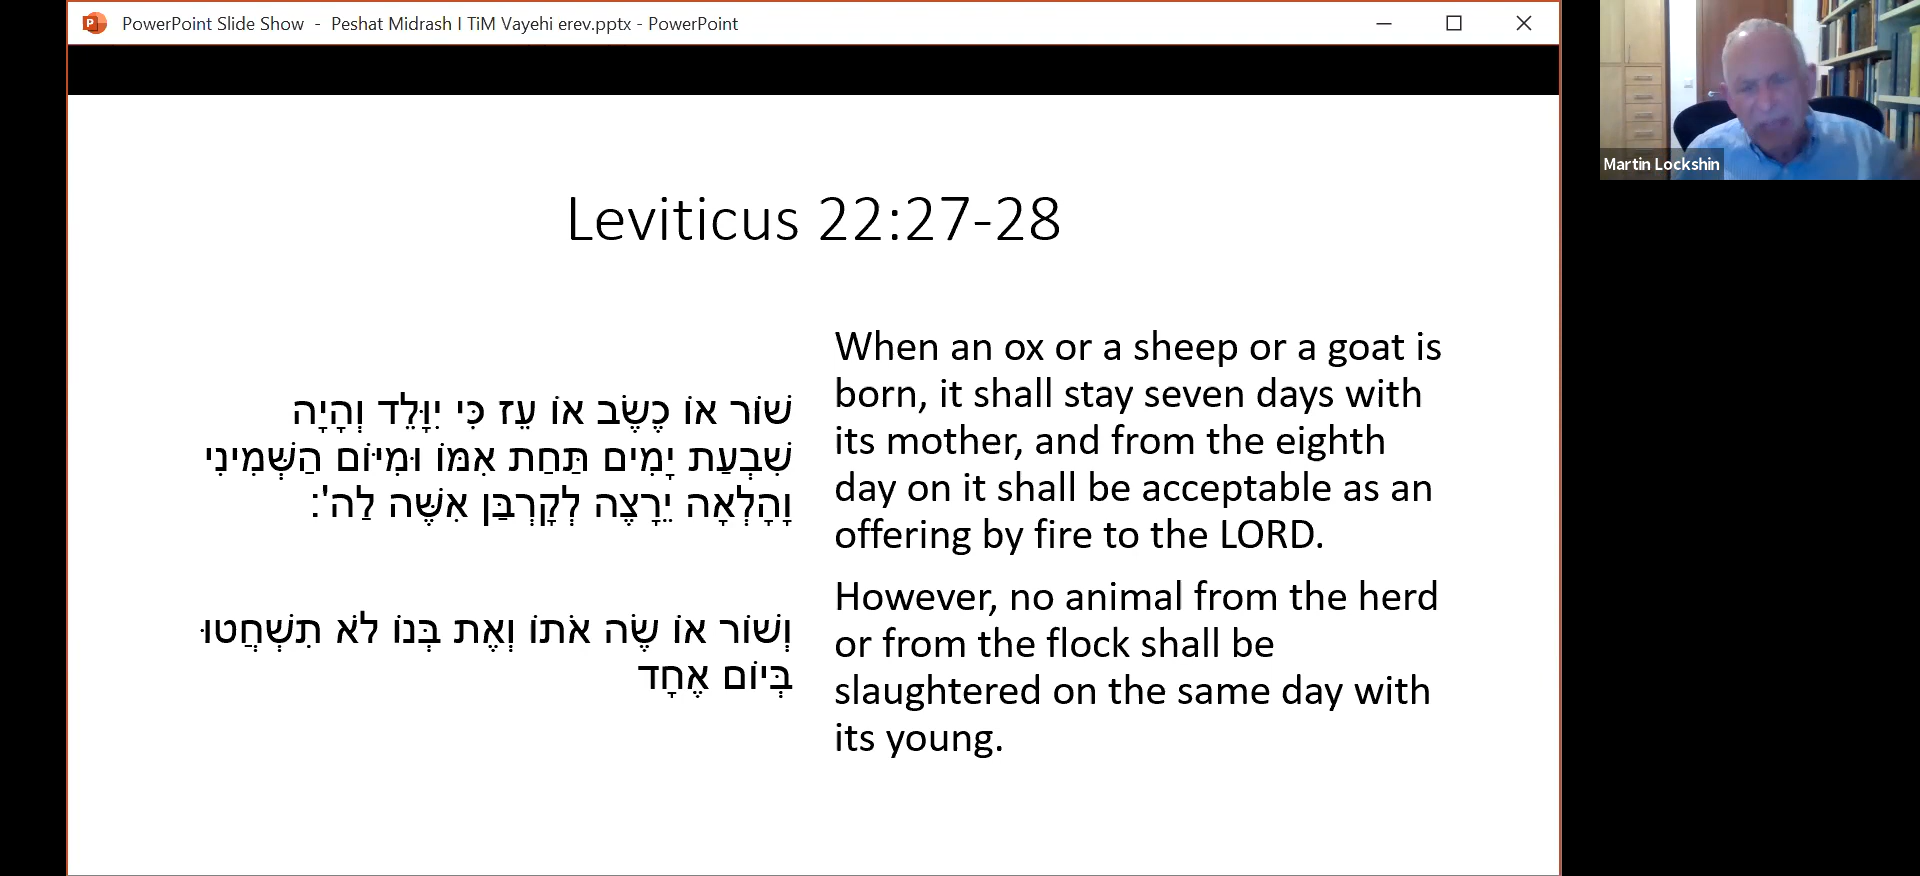 PowerPoint Slide Show - Peshat Midrash I TiM Vayehi erev.pptx - PowerPoint
Martin Lockshin
Leviticus 22:27-28
שׁוֹר אוֹ כֶשֶׂב אוֹ עֵז כִּי יִוָּלֵד וְהָיָה
שִׁבְעַת יָמִים תַּחַת אִמּוֹ וּמִיּוֹם הַשְּׁמִינִי
וָהָלְאָה יֵרָצֶה לְקָרְבַּן אִשֶּׁה לַה':
וְשׁוֹר אוֹ שֶׂה אֹתוֹ וְאֶת בְּנוֹ לֹא תִשְׁחֲטוּ
בְּיוֹם אֶחָד
When an ox or a sheep or a goat is
born, it shall stay seven days with
its mother, and from the eighth
day on it shall be acceptable as an
offering by fire to the LORD.
However, no animal from the herd
or from the flock shall be
slaughtered on the same day with
its young.